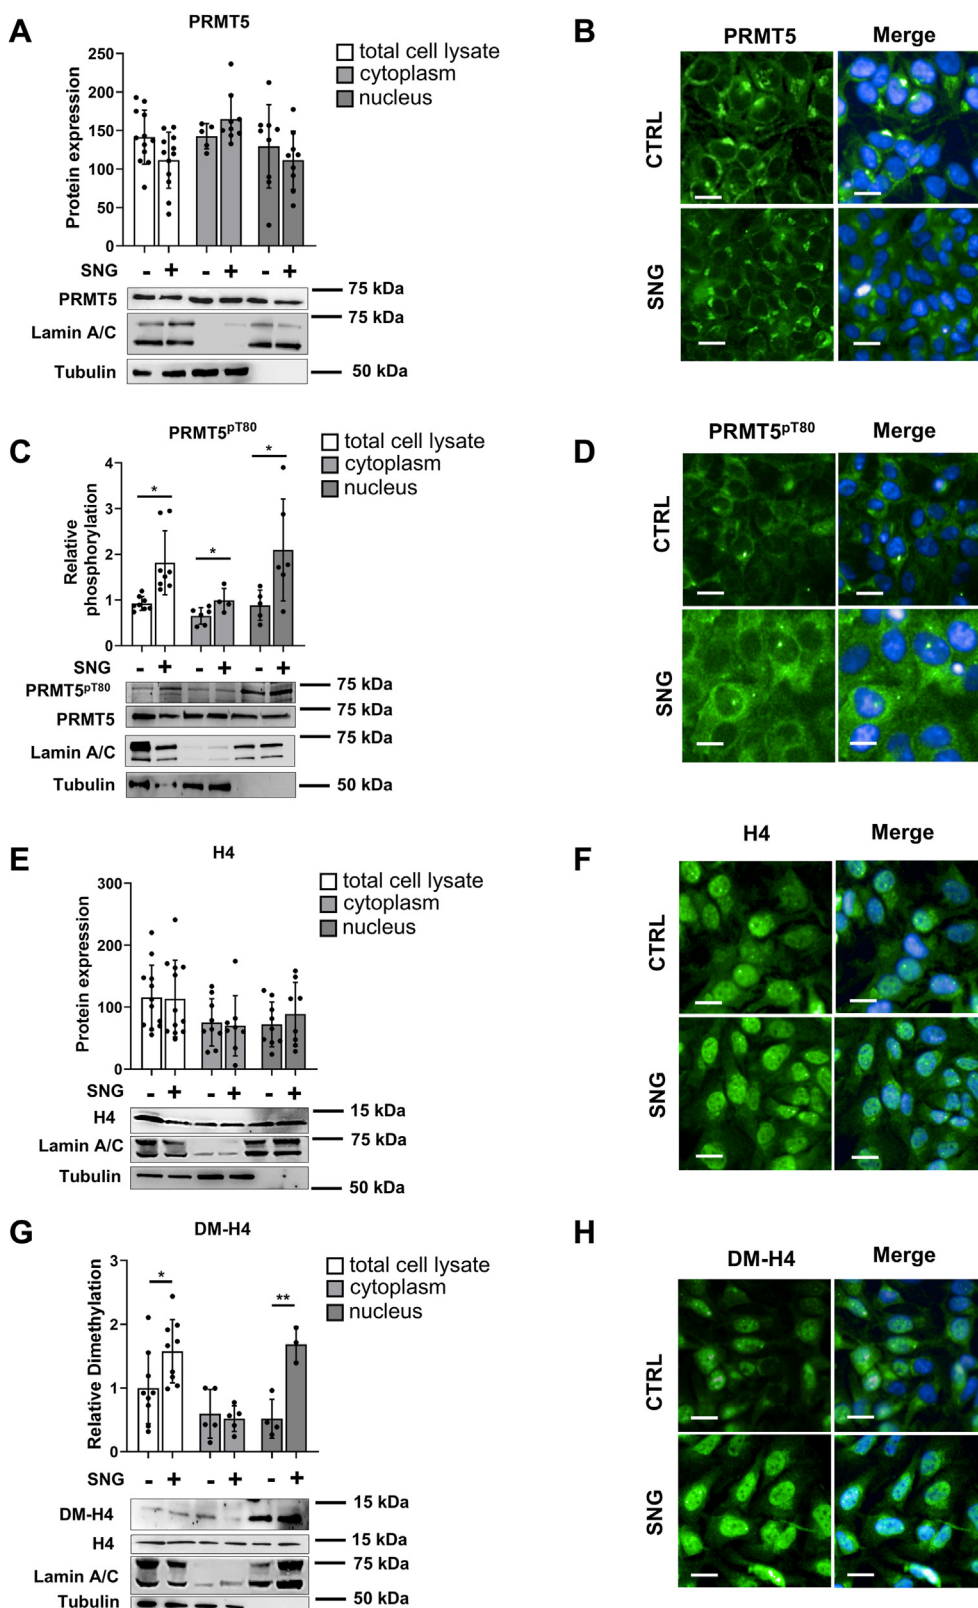 A
PRMT5
total cell lysate
cytoplasm
nucleus
Protein expression
250
200
150
100
50
0
SNG - + - + - +
PRMT5
75 kDa
Lamin A/C
75 kDa
Tubulin
50 kDa
B
PRMT5 Merge
CTRL
SNG
C
PRMT5pT80
total cell lysate
cytoplasm
nucleus
Relative
phosphorylation
4
3
2
1
0
* * *
SNG - + - + - +
PRMT5pT80
75 kDa
PRMT5
75 kDa
Lamin A/C
75 kDa
Tubulin
50 kDa
D
PRMT5pT80 Merge
CTRL
SNG
E
H4
total cell lysate
cytoplasm
nucleus
Protein expression
300
200
100
0
SNG - + - + - +
H4
15 kDa
Lamin A/C
75 kDa
Tubulin
50 kDa
F
H4 Merge
CTRL
SNG
G
DM-H4
total cell lysate
cytoplasm
nucleus
Relative Dimethylation
3
2
1
0
* **
SNG - + - + - +
DM-H4
15 kDa
H4
15 kDa
Lamin A/C
75 kDa
Tubulin
50 kDa
H
DM-H4 Merge
CTRL
SNG